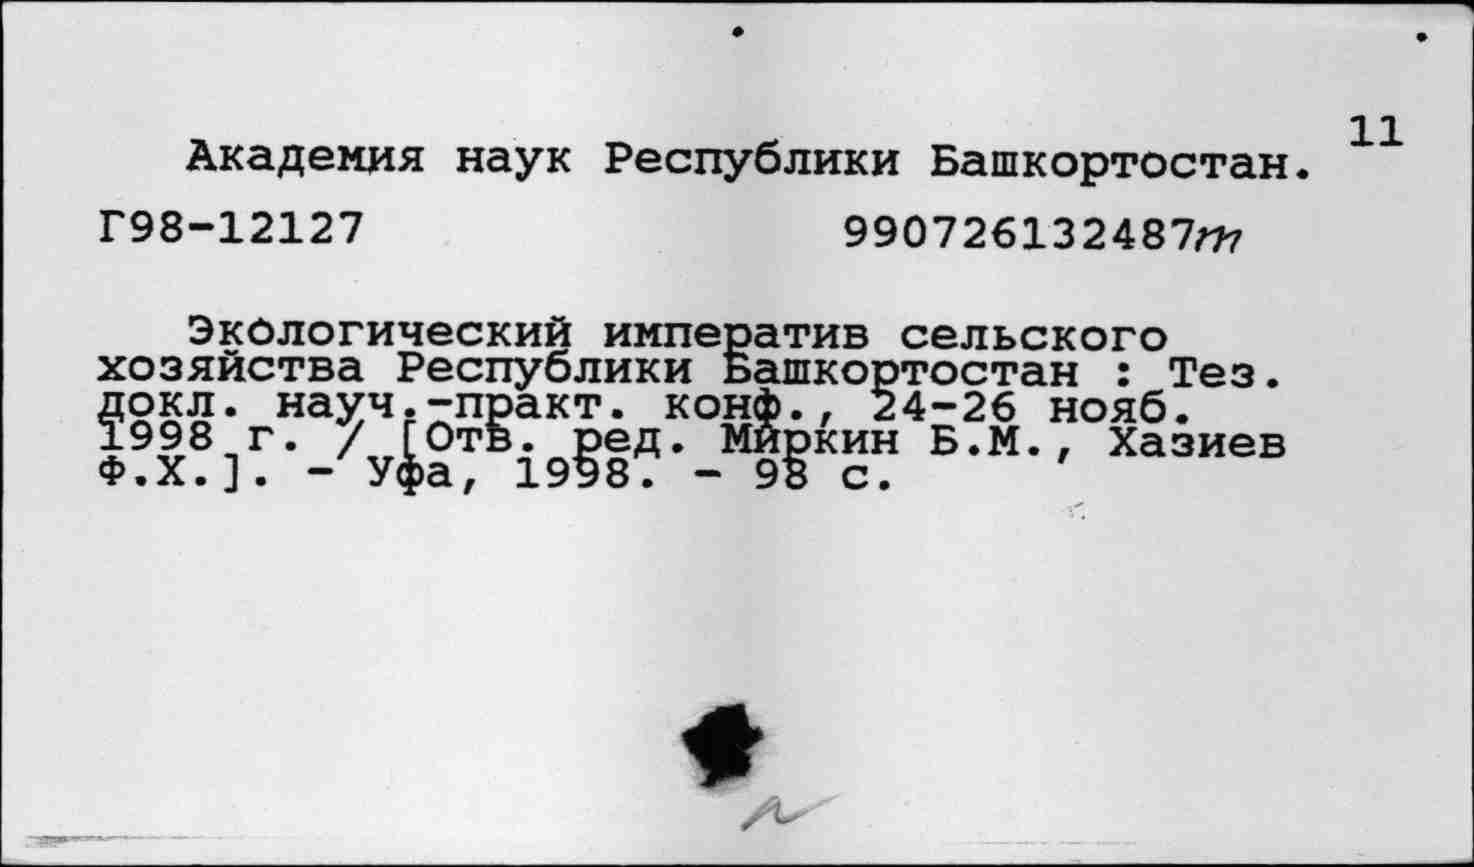 11
Академия наук Республики Башкортостан.
Г98-12127 990726132487m
Экологический императив сельского
хозяйства Республики Башкортостан : Тез.
докл. науч.-практ. конф., 24-26 нояб.
1998 г. / [Отв. ред. Миркин Б.М., Хазиев
Ф.Х.]. - Уфа, 1998. - 98 с.